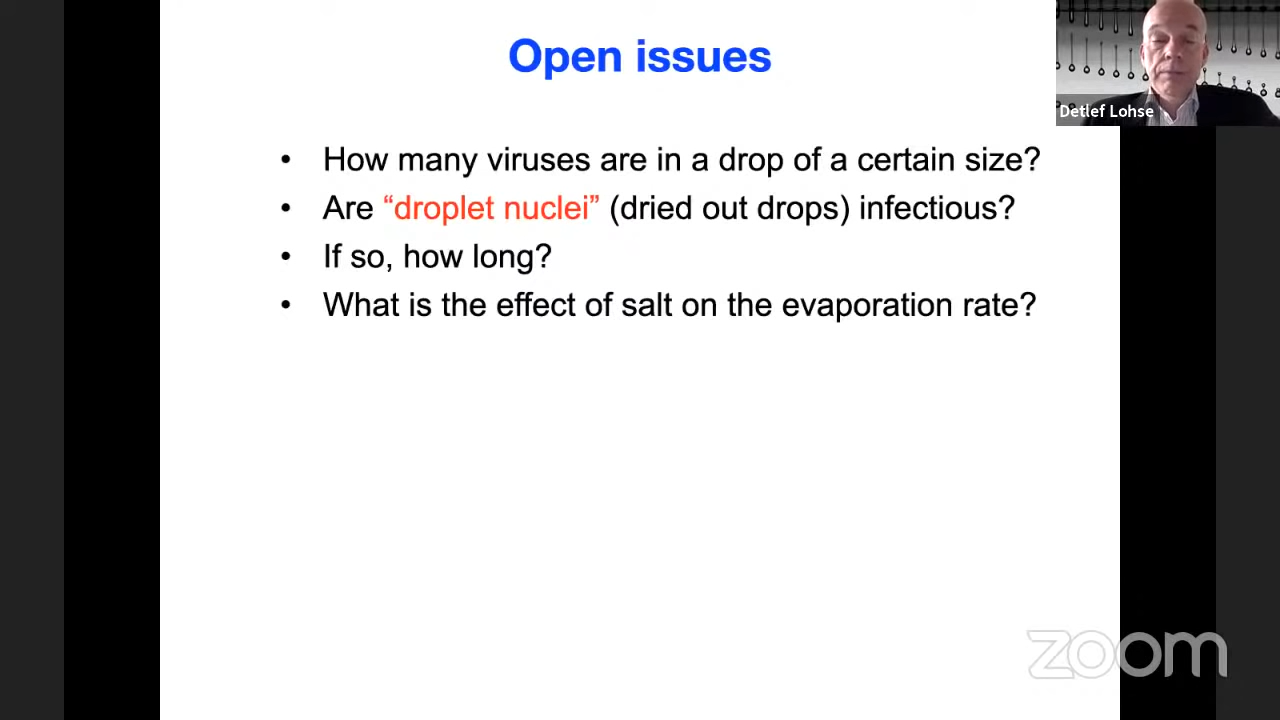 Open issues
Detlef Lohse
• How many viruses are in a drop of a certain size?
• Are “droplet nuclei” (dried out drops) infectious?
• If so, how long?
• What is the effect of salt on the evaporation rate?
zoom